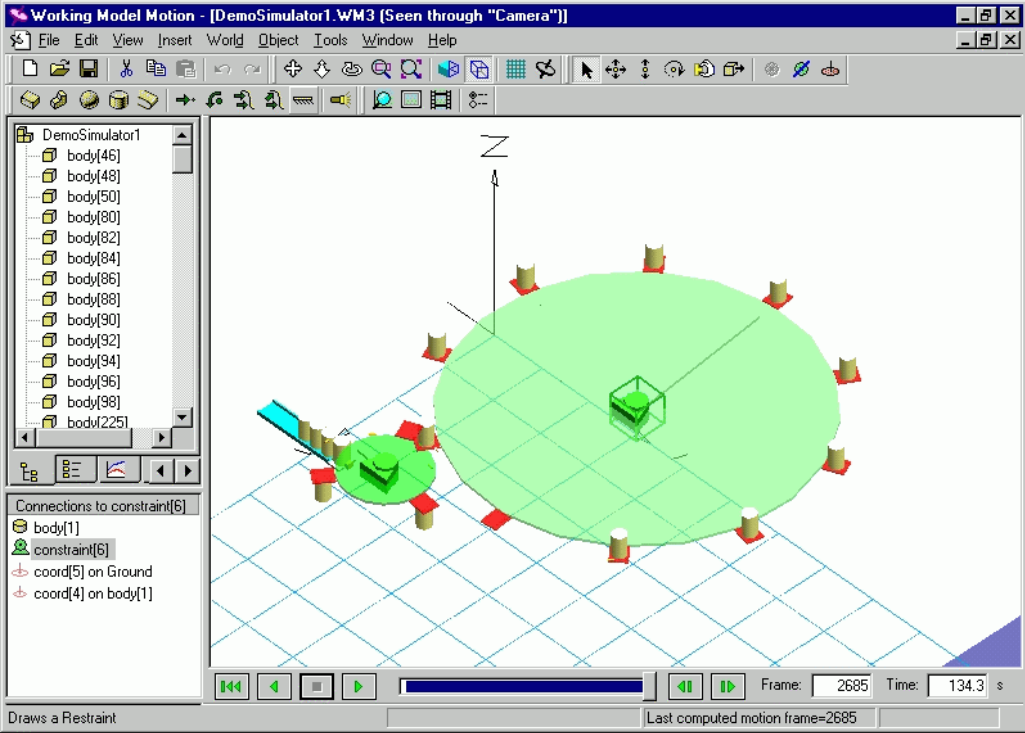 Working Model Motion - [DemoSimulator1.WM3 (Seen through "Camera")]
File Edit View Insert World Object Tools Window Help
DemoSimulator1
body[46]
body[48]
body[50]
body[80]
body[82]
body[84]
body[86]
body[88]
body[90]
body[92]
body[94]
body[96]
body[98]
body[225]
Z
Connections to constraint[6]
body[1]
constraint[6]
coord[5] on Ground
coord[4] on body[1]
Frame: 2685 Time: 134.3 s
Draws a Restraint Last computed motion frame=2685